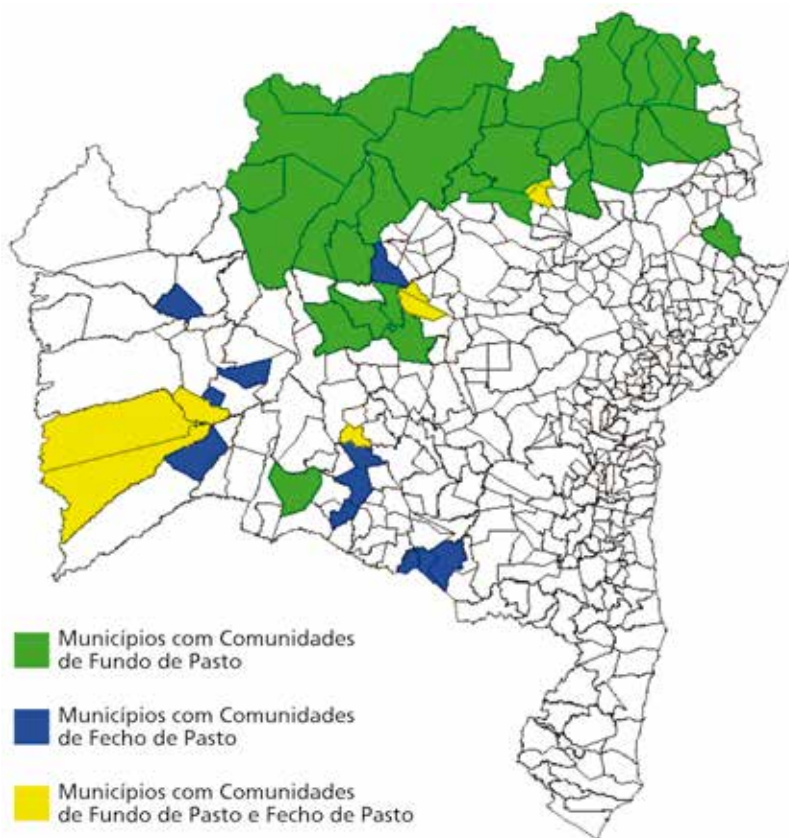 Municípios com Comunidades
de Fundo de Pasto
Municípios com Comunidades
de Fecho de Pasto
Municípios com Comunidades
de Fundo de Pasto e Fecho de Pasto